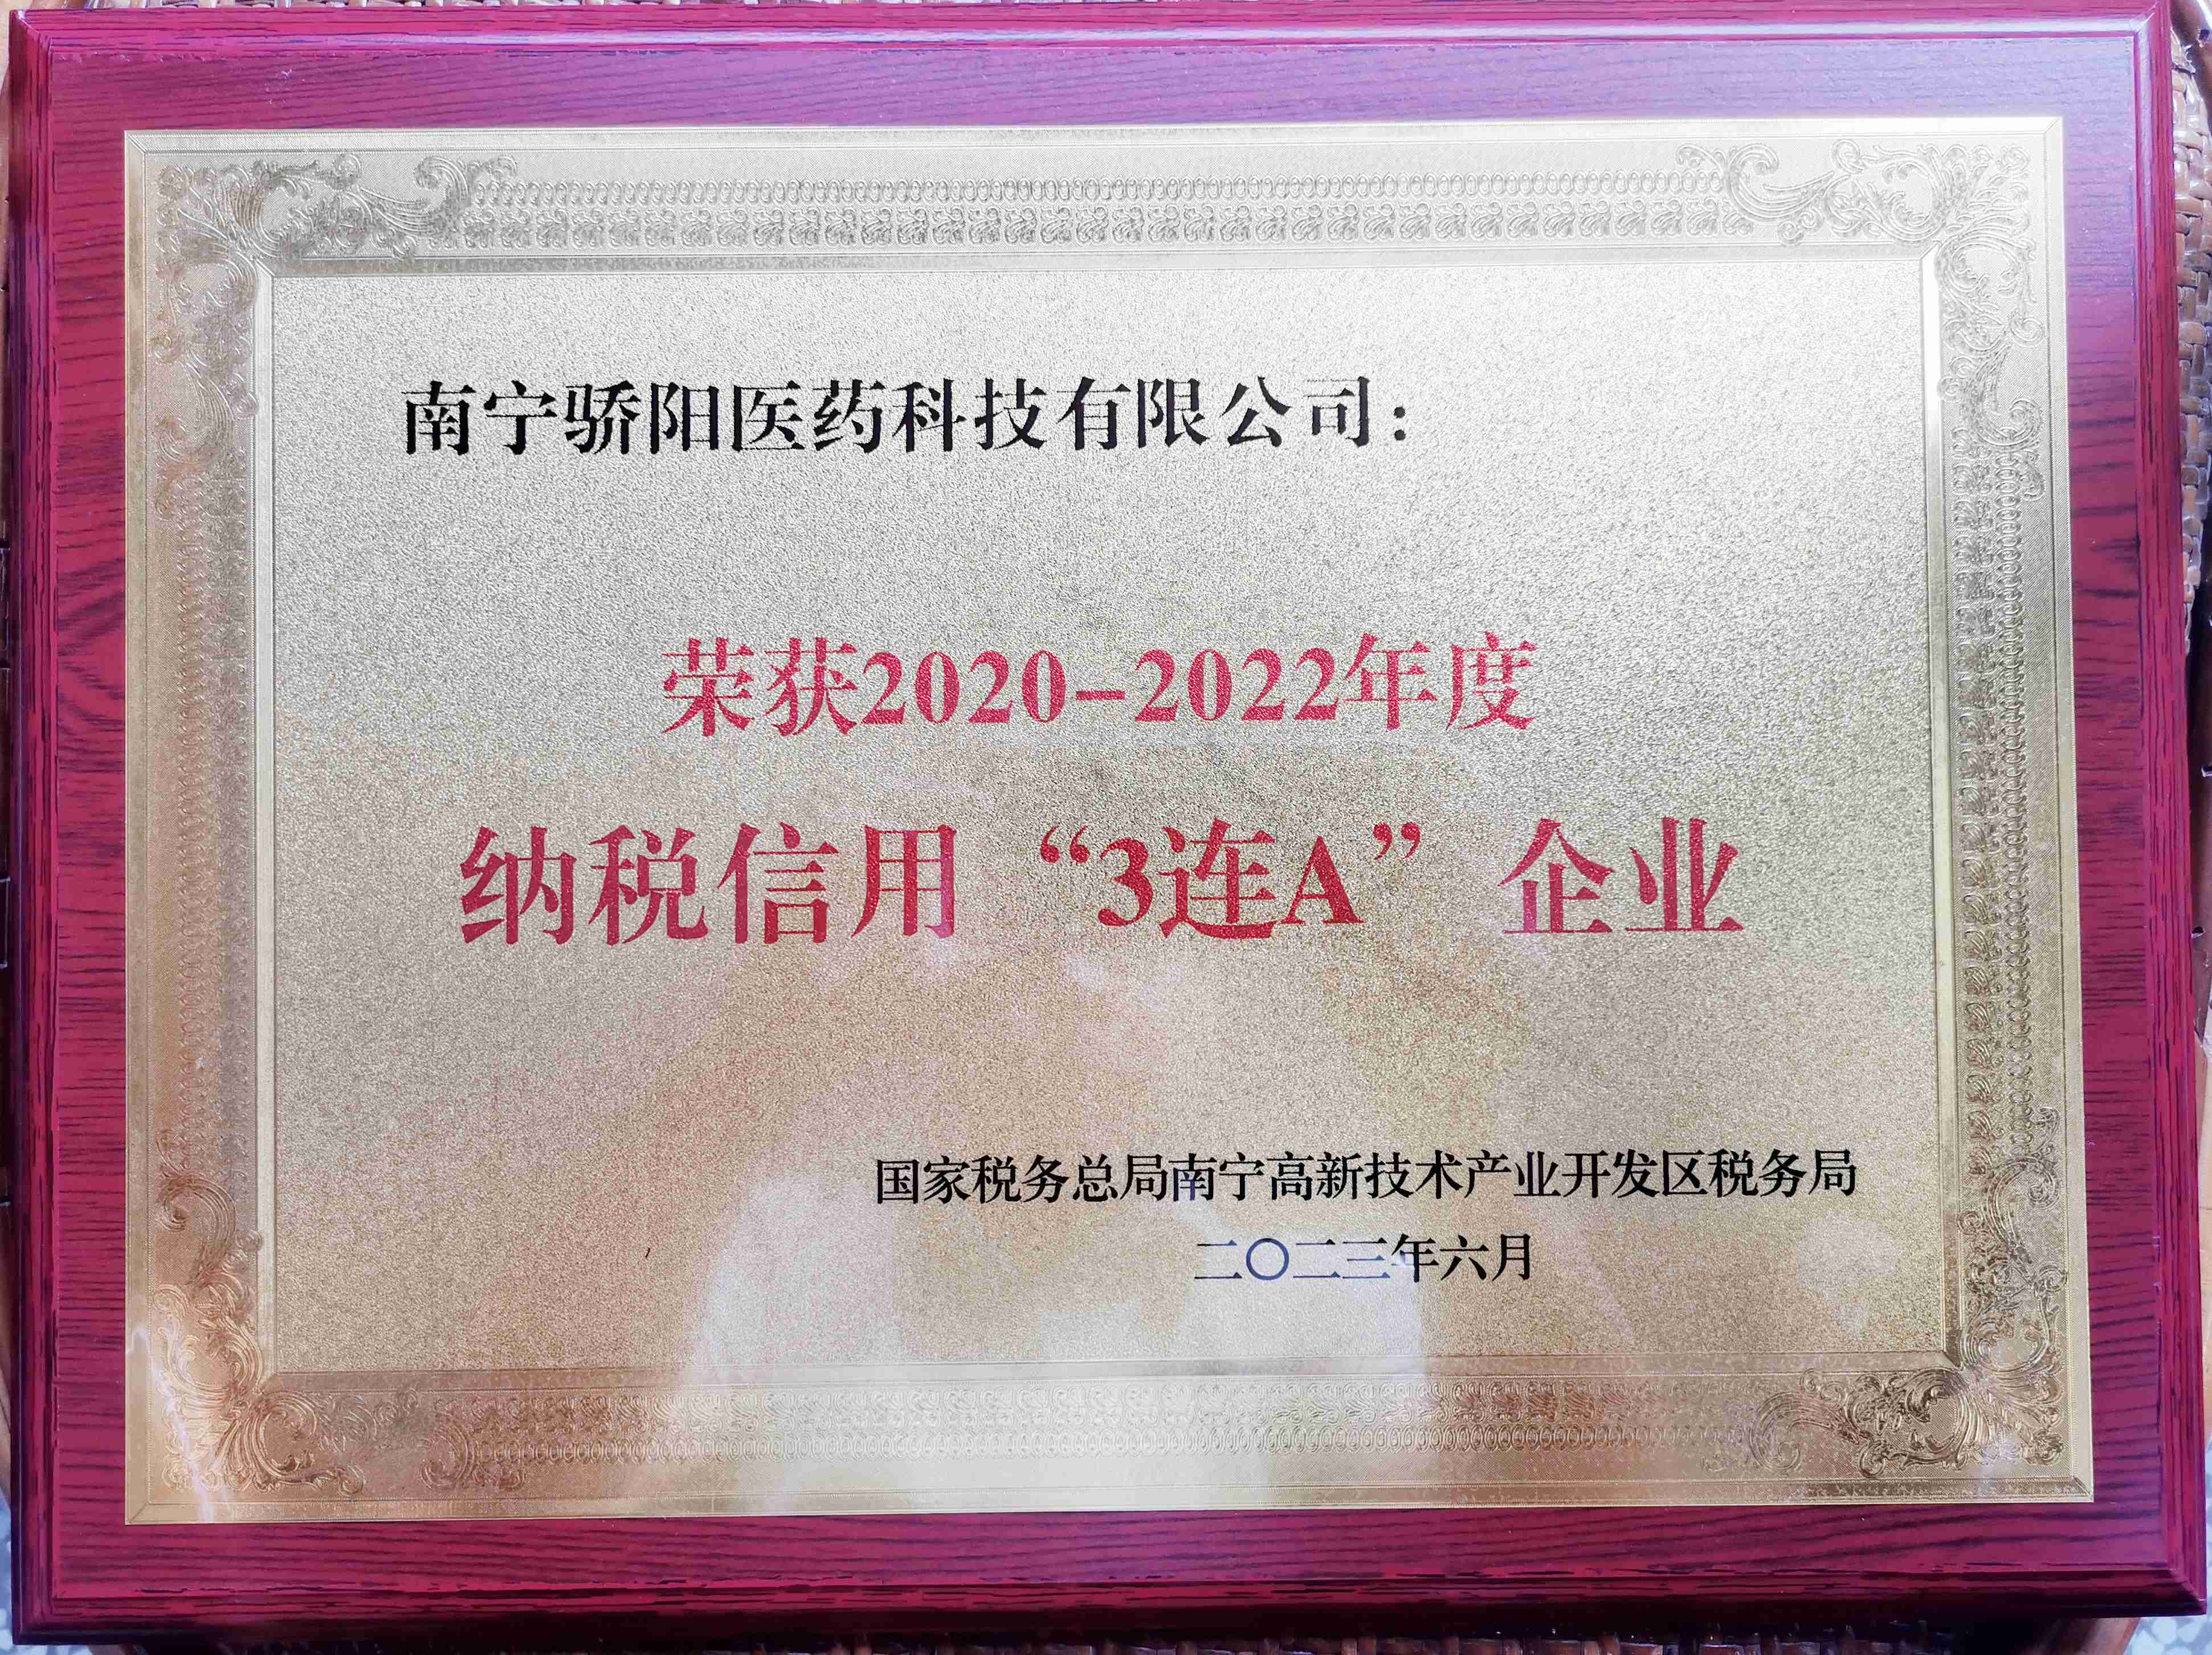 南宁骄阳医药科技有限公司：
荣获2020-2022年度
纳税信用“3连A”企业
国家税务总局南宁高新技术产业开发区税务局
二〇二三年六月